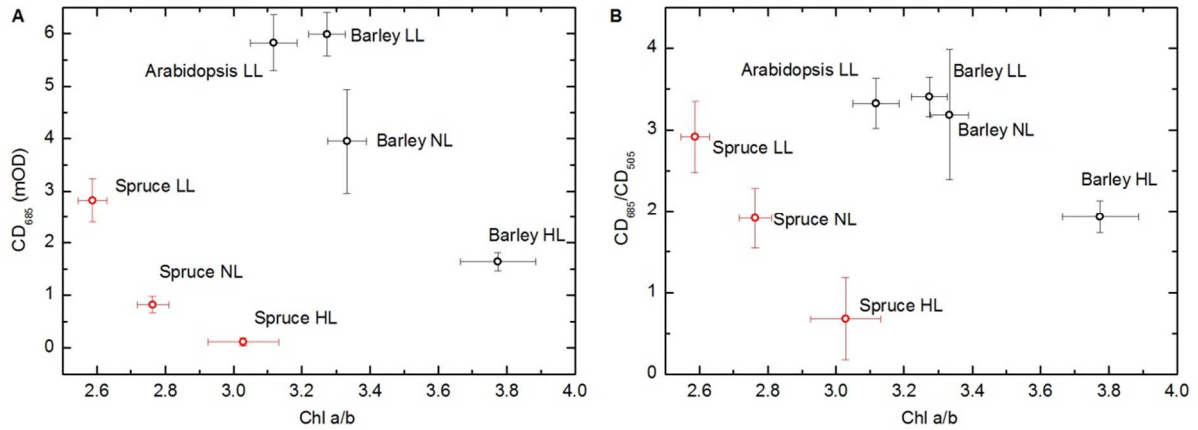 A
CD685 (mOD)
6
5
4
3
2
1
0
Arabidopsis LL
Barley LL
Barley NL
Spruce LL
Barley HL
Spruce NL
Spruce HL
2.6 2.8 3.0 3.2 3.4 3.6 3.8 4.0
Chl a/b
B
CD685/CD505
4
3
2
1
0
Arabidopsis LL
Barley LL
Barley NL
Spruce LL
Barley HL
Spruce NL
Spruce HL
2.6 2.8 3.0 3.2 3.4 3.6 3.8 4.0
Chl a/b